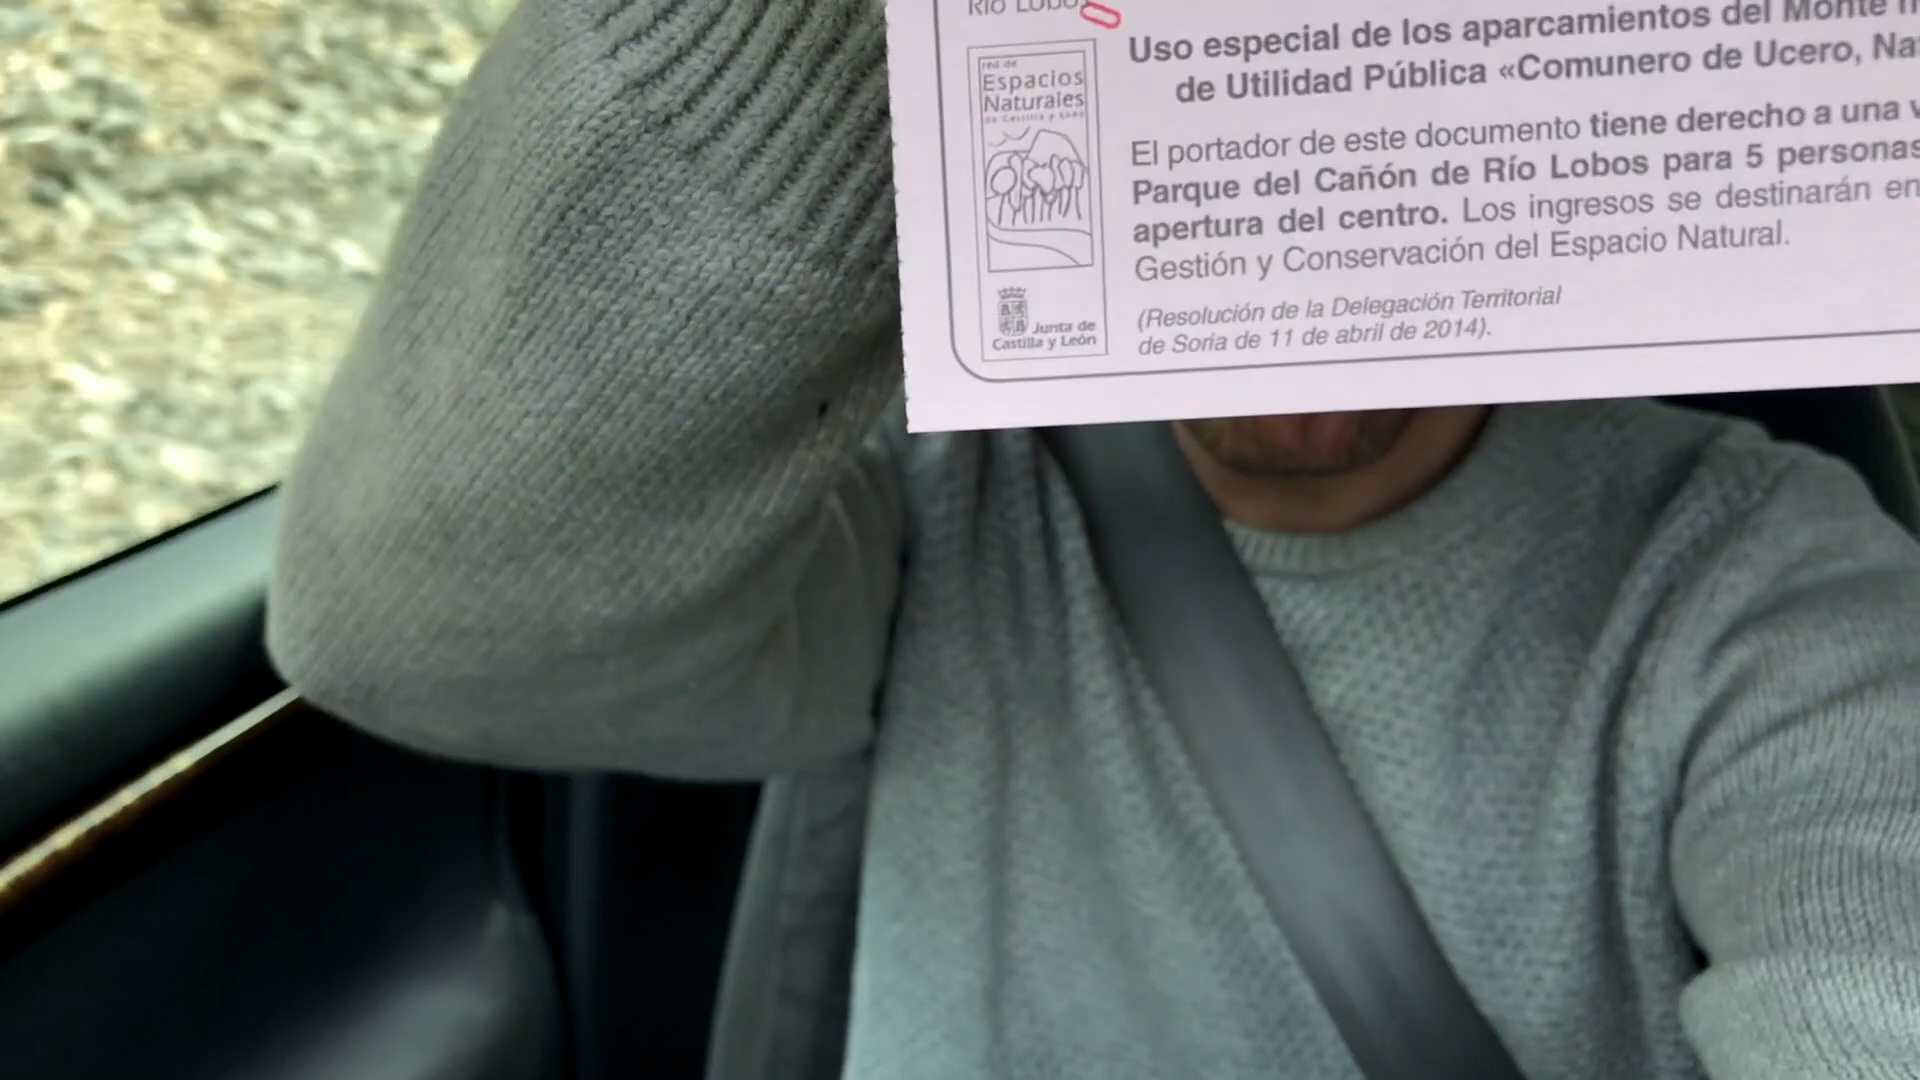 RÍO LOBOS
Uso especial de los aparcamientos del Monte
de Utilidad Pública «Comunero de Ucero,
red de
Espacios
Naturales
de Castilla y León
El portador de este documento tiene derecho a una
Parque del Cañón de Río Lobos para 5 personas
apertura del centro. Los ingresos se destinarán en
Gestión y Conservación del Espacio Natural.
(Resolución de la Delegación Territorial
de Soria de 11 de abril de 2014).
Junta de
Castilla y León